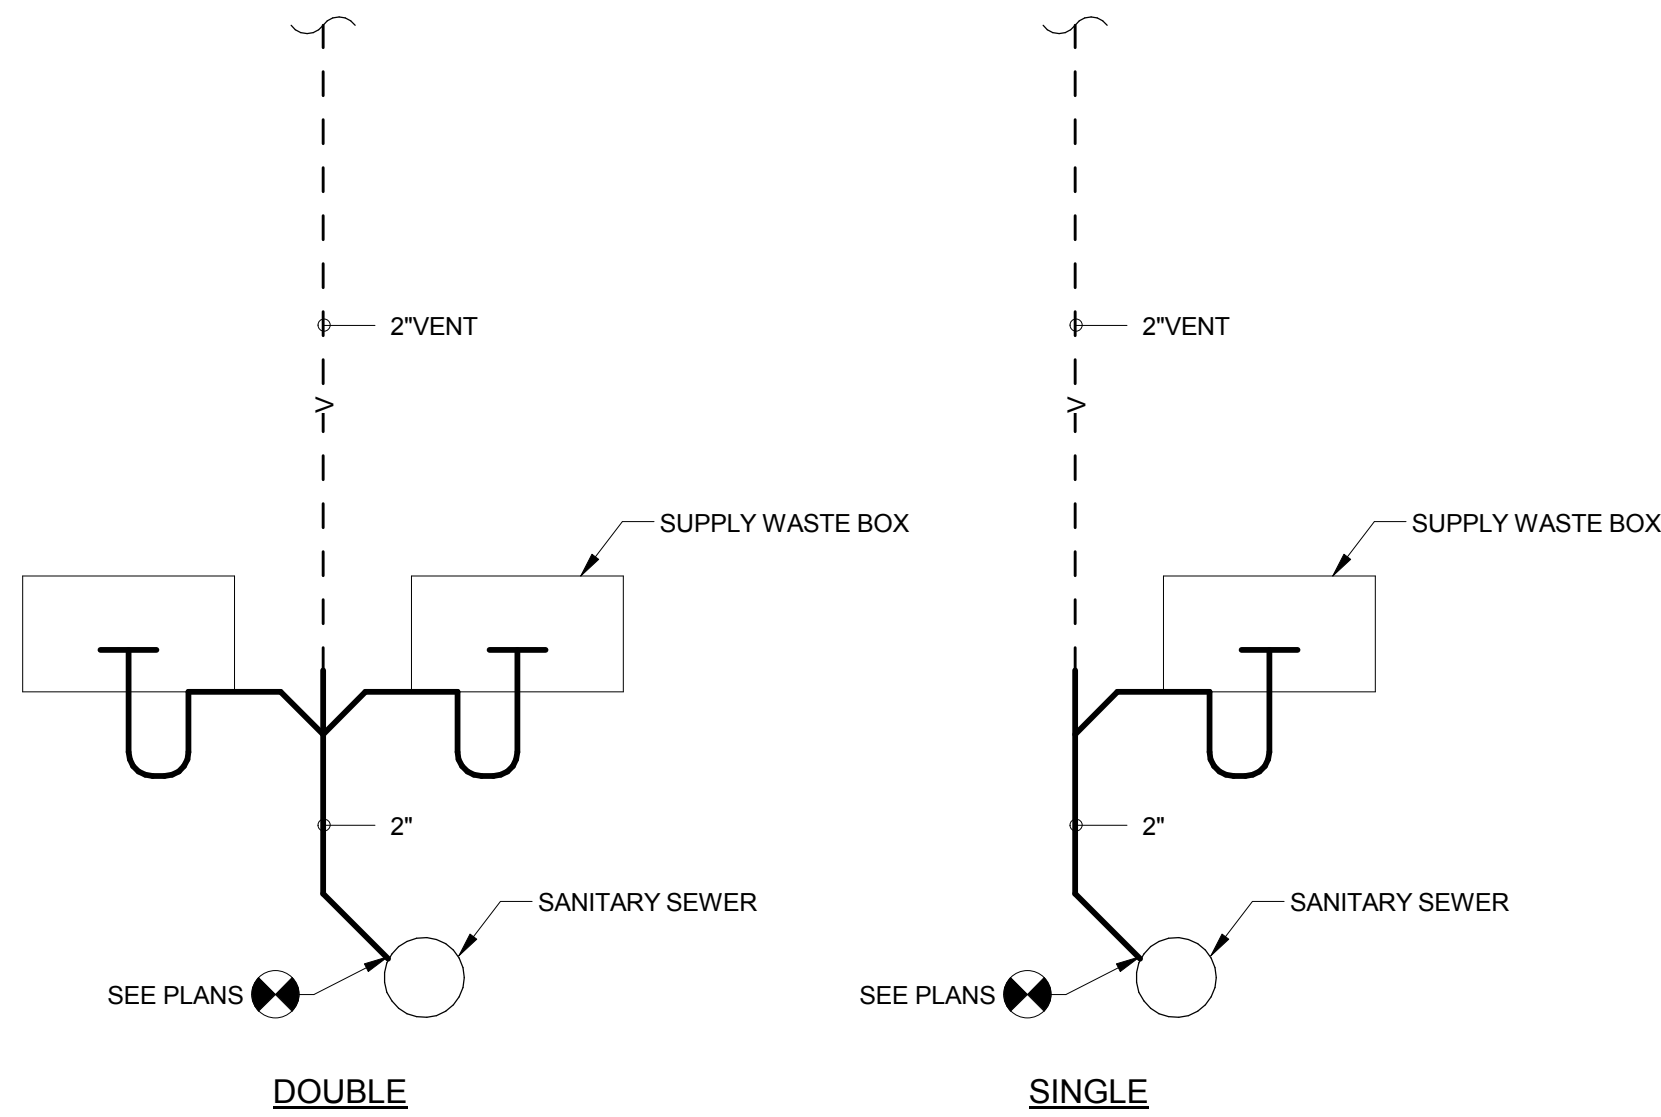 2"VENT
V
SUPPLY WASTE BOX
2"
SANITARY SEWER
SEE PLANS
DOUBLE
2"VENT
V
SUPPLY WASTE BOX
2"
SANITARY SEWER
SEE PLANS
SINGLE